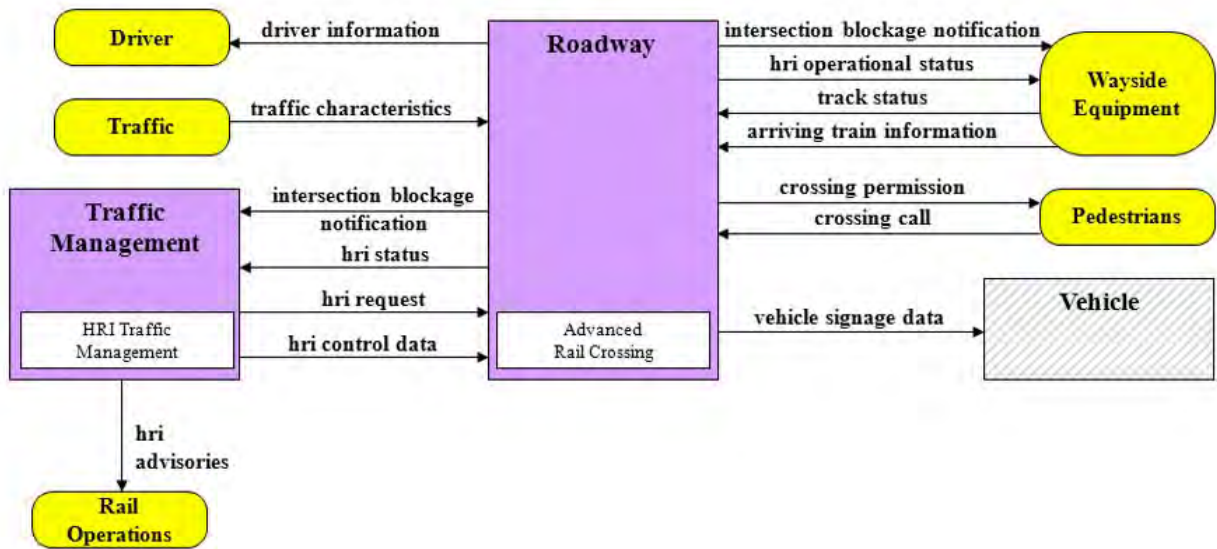 Driver
driver information
Traffic
traffic characteristics
Traffic
Management
HRI Traffic
Management
intersection blockage
notification
hri status
hri request
hri control data
hri
advisories
Rail
Operations
Roadway
Advanced
Rail Crossing
intersection blockage notification
hri operational status
track status
arriving train information
Wayside
Equipment
crossing permission
crossing call
Pedestrians
vehicle signage data
Vehicle